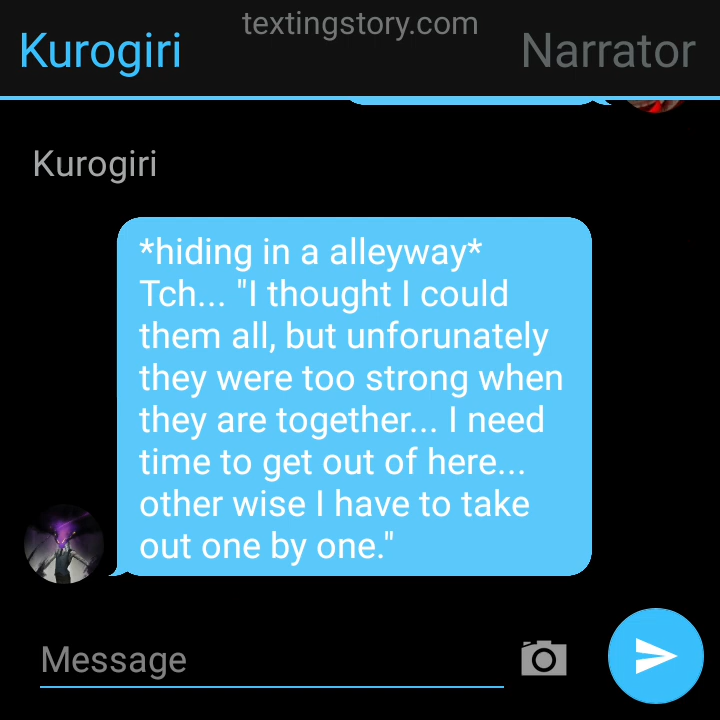 textingstory.com
Kurogiri
Narrator
Kurogiri
*hiding in a alleyway*
Tch... "I thought I could
them all, but unforunately
they were too strong when
they are together... I need
time to get out of here...
other wise I have to take
out one by one."
Message